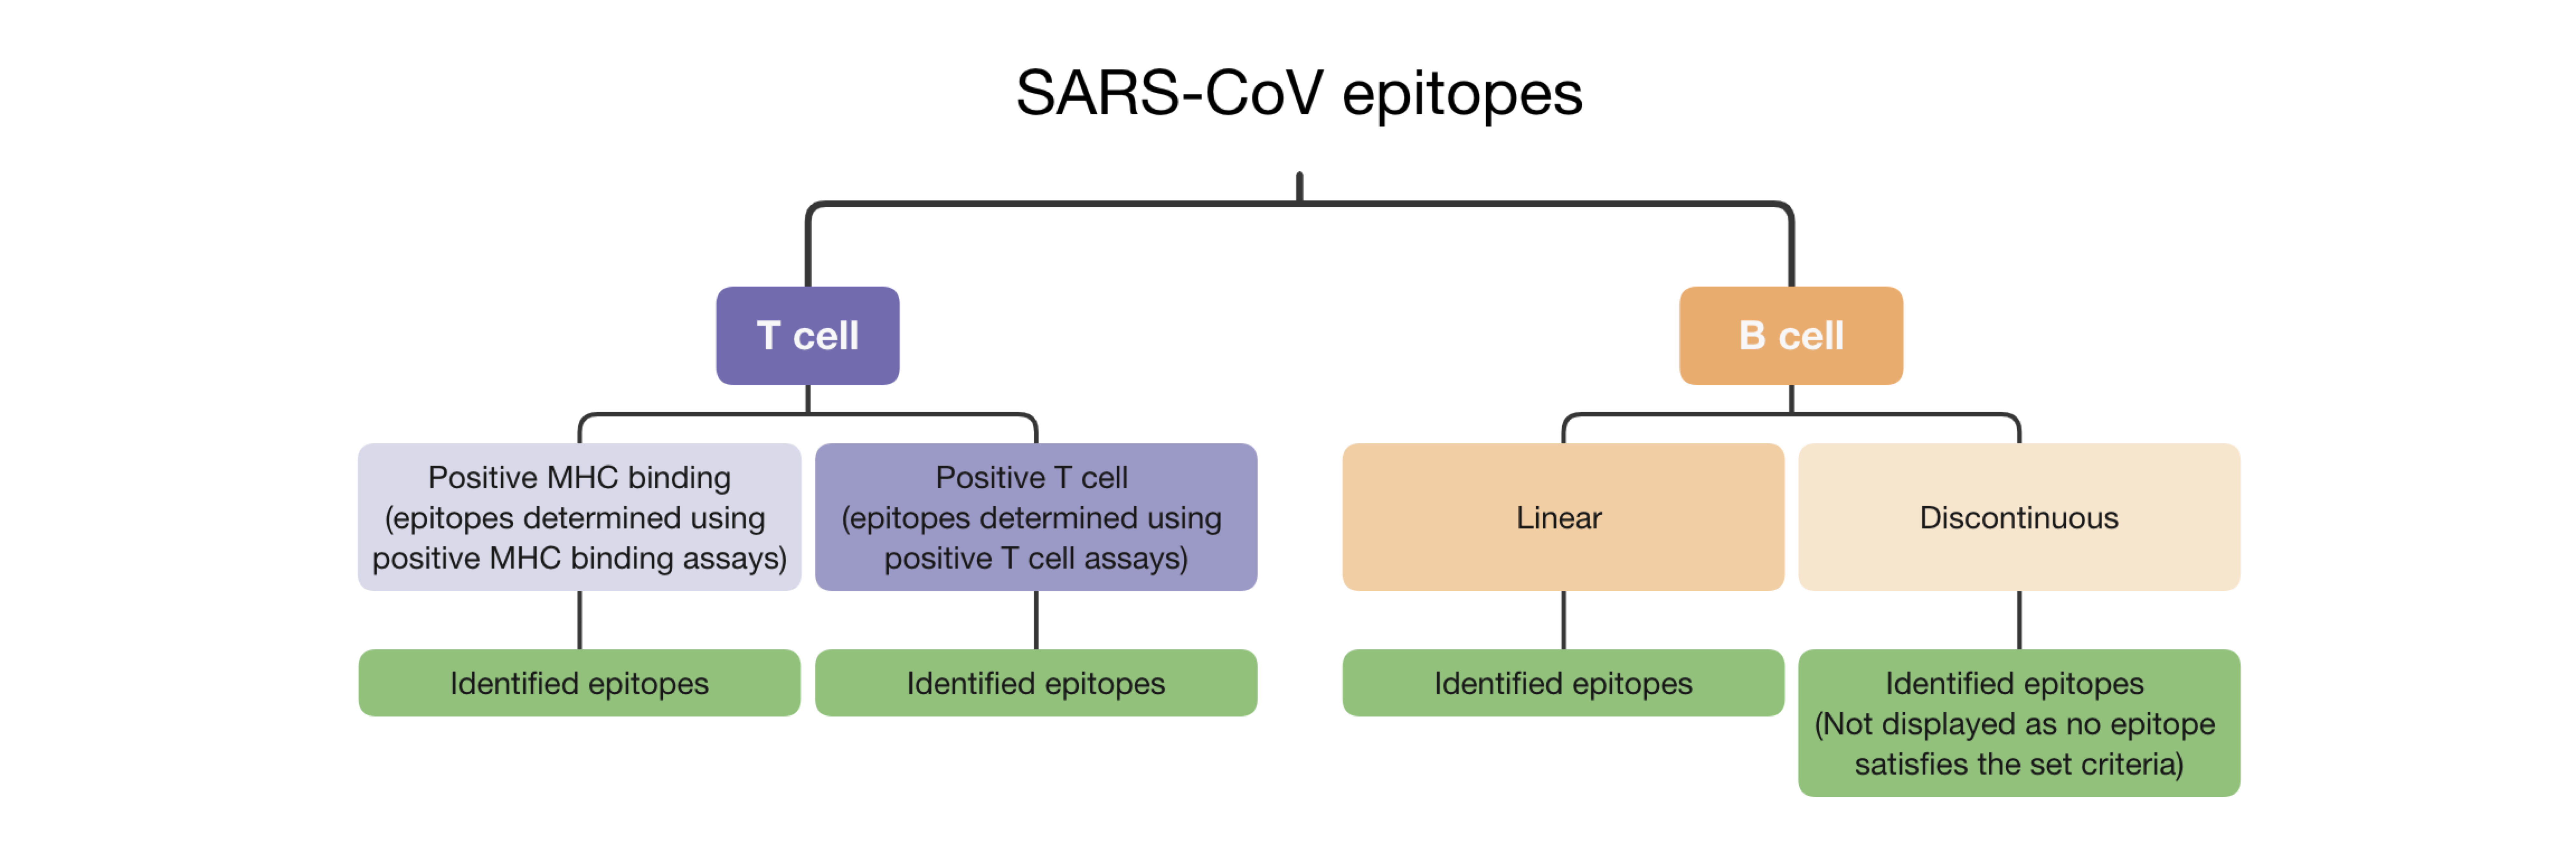 SARS-CoV epitopes
T cell
B cell
Positive MHC binding
(epitopes determined using
positive MHC binding assays)
Positive T cell
(epitopes determined using
positive T cell assays)
Linear
Discontinuous
Identified epitopes
Identified epitopes
Identified epitopes
Identified epitopes
(Not displayed as no epitope
satisfies the set criteria)